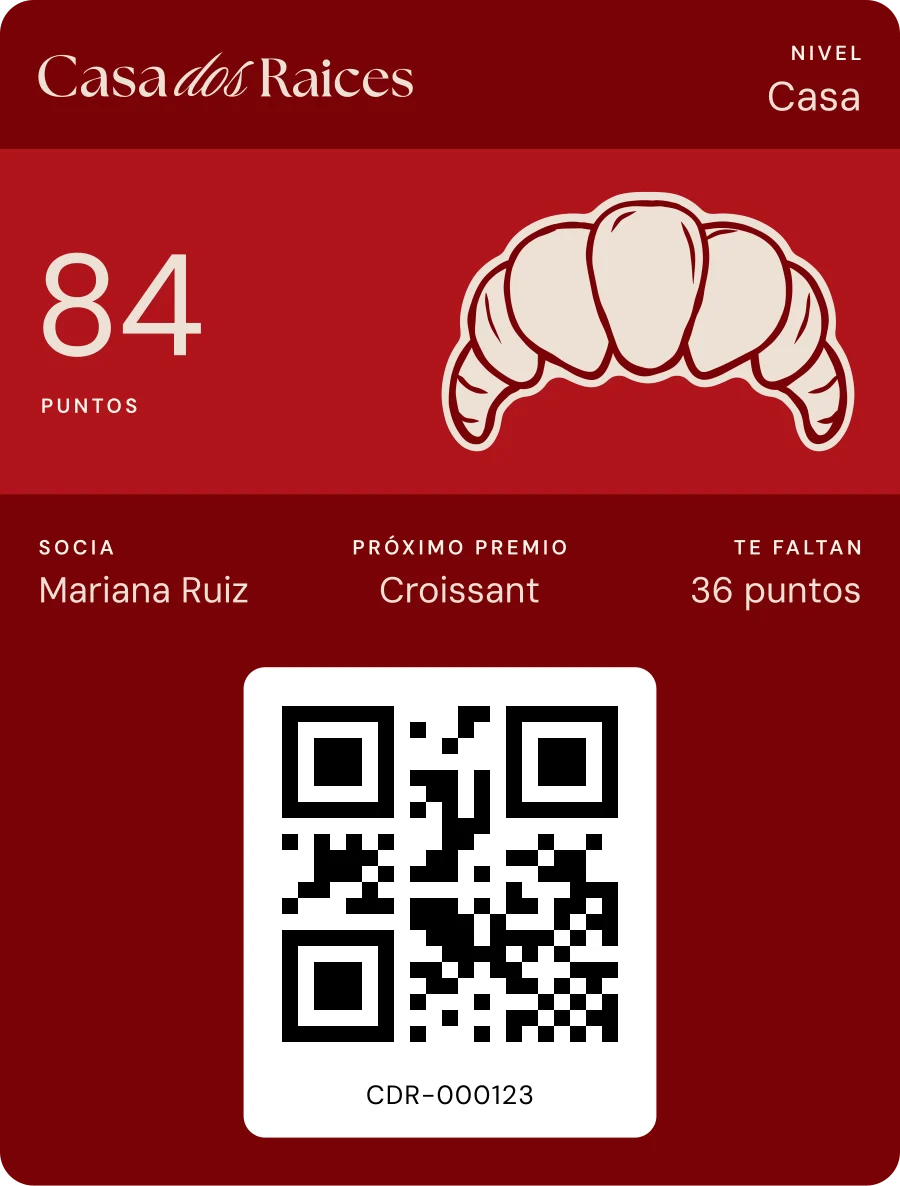 Casa dos Raices
NIVEL
Casa
84
PUNTOS
SOCIA
Mariana Ruiz
PRÓXIMO PREMIO
Croissant
TE FALTAN
36 puntos
CDR-000123